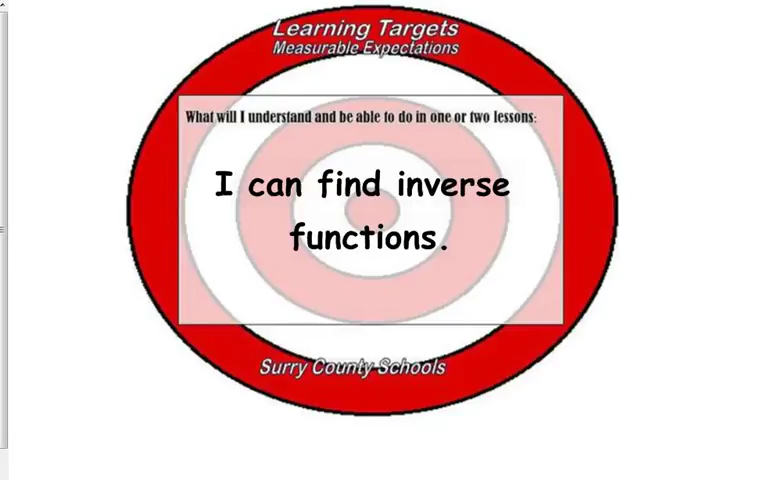 Learning Targets
Measurable Expectations
What will I understand and be able to do in one or two lessons:
I can find inverse
functions.
Surry County Schools